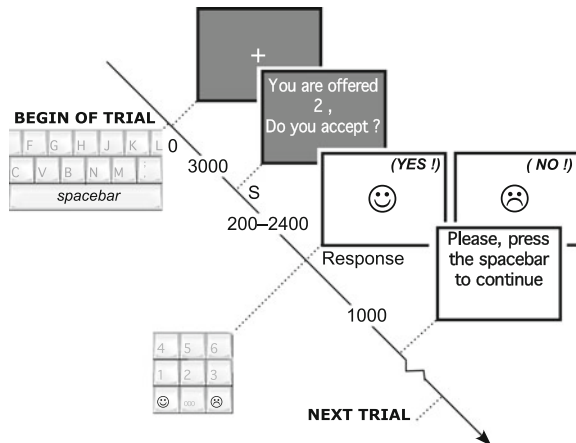 +
You are offered
2 ,
Do you accept ?
BEGIN OF TRIAL
0
F G H J K L
C V B N M
spacebar
3000
S
200–2400
(YES !)
( NO !)
Response
Please, press
the spacebar
to continue
1000
4 5 6
1 2 3
000
NEXT TRIAL